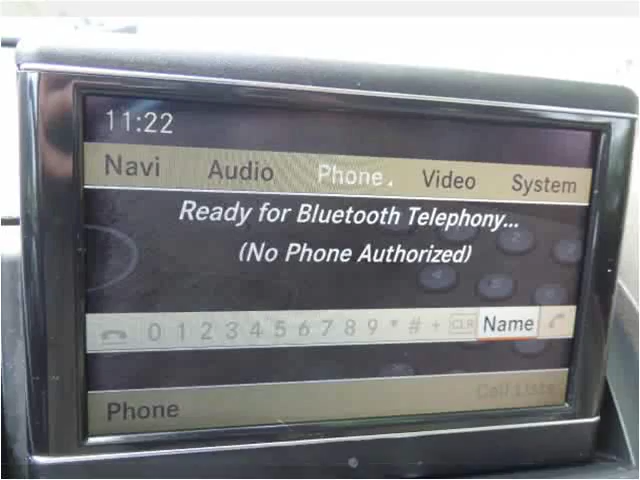 11:22
Navi Audio Phone Video System
Ready for Bluetooth Telephony...
(No Phone Authorized)
0 1 2 3 4 5 6 7 8 9 * # + CLR Name
Phone Call Lists